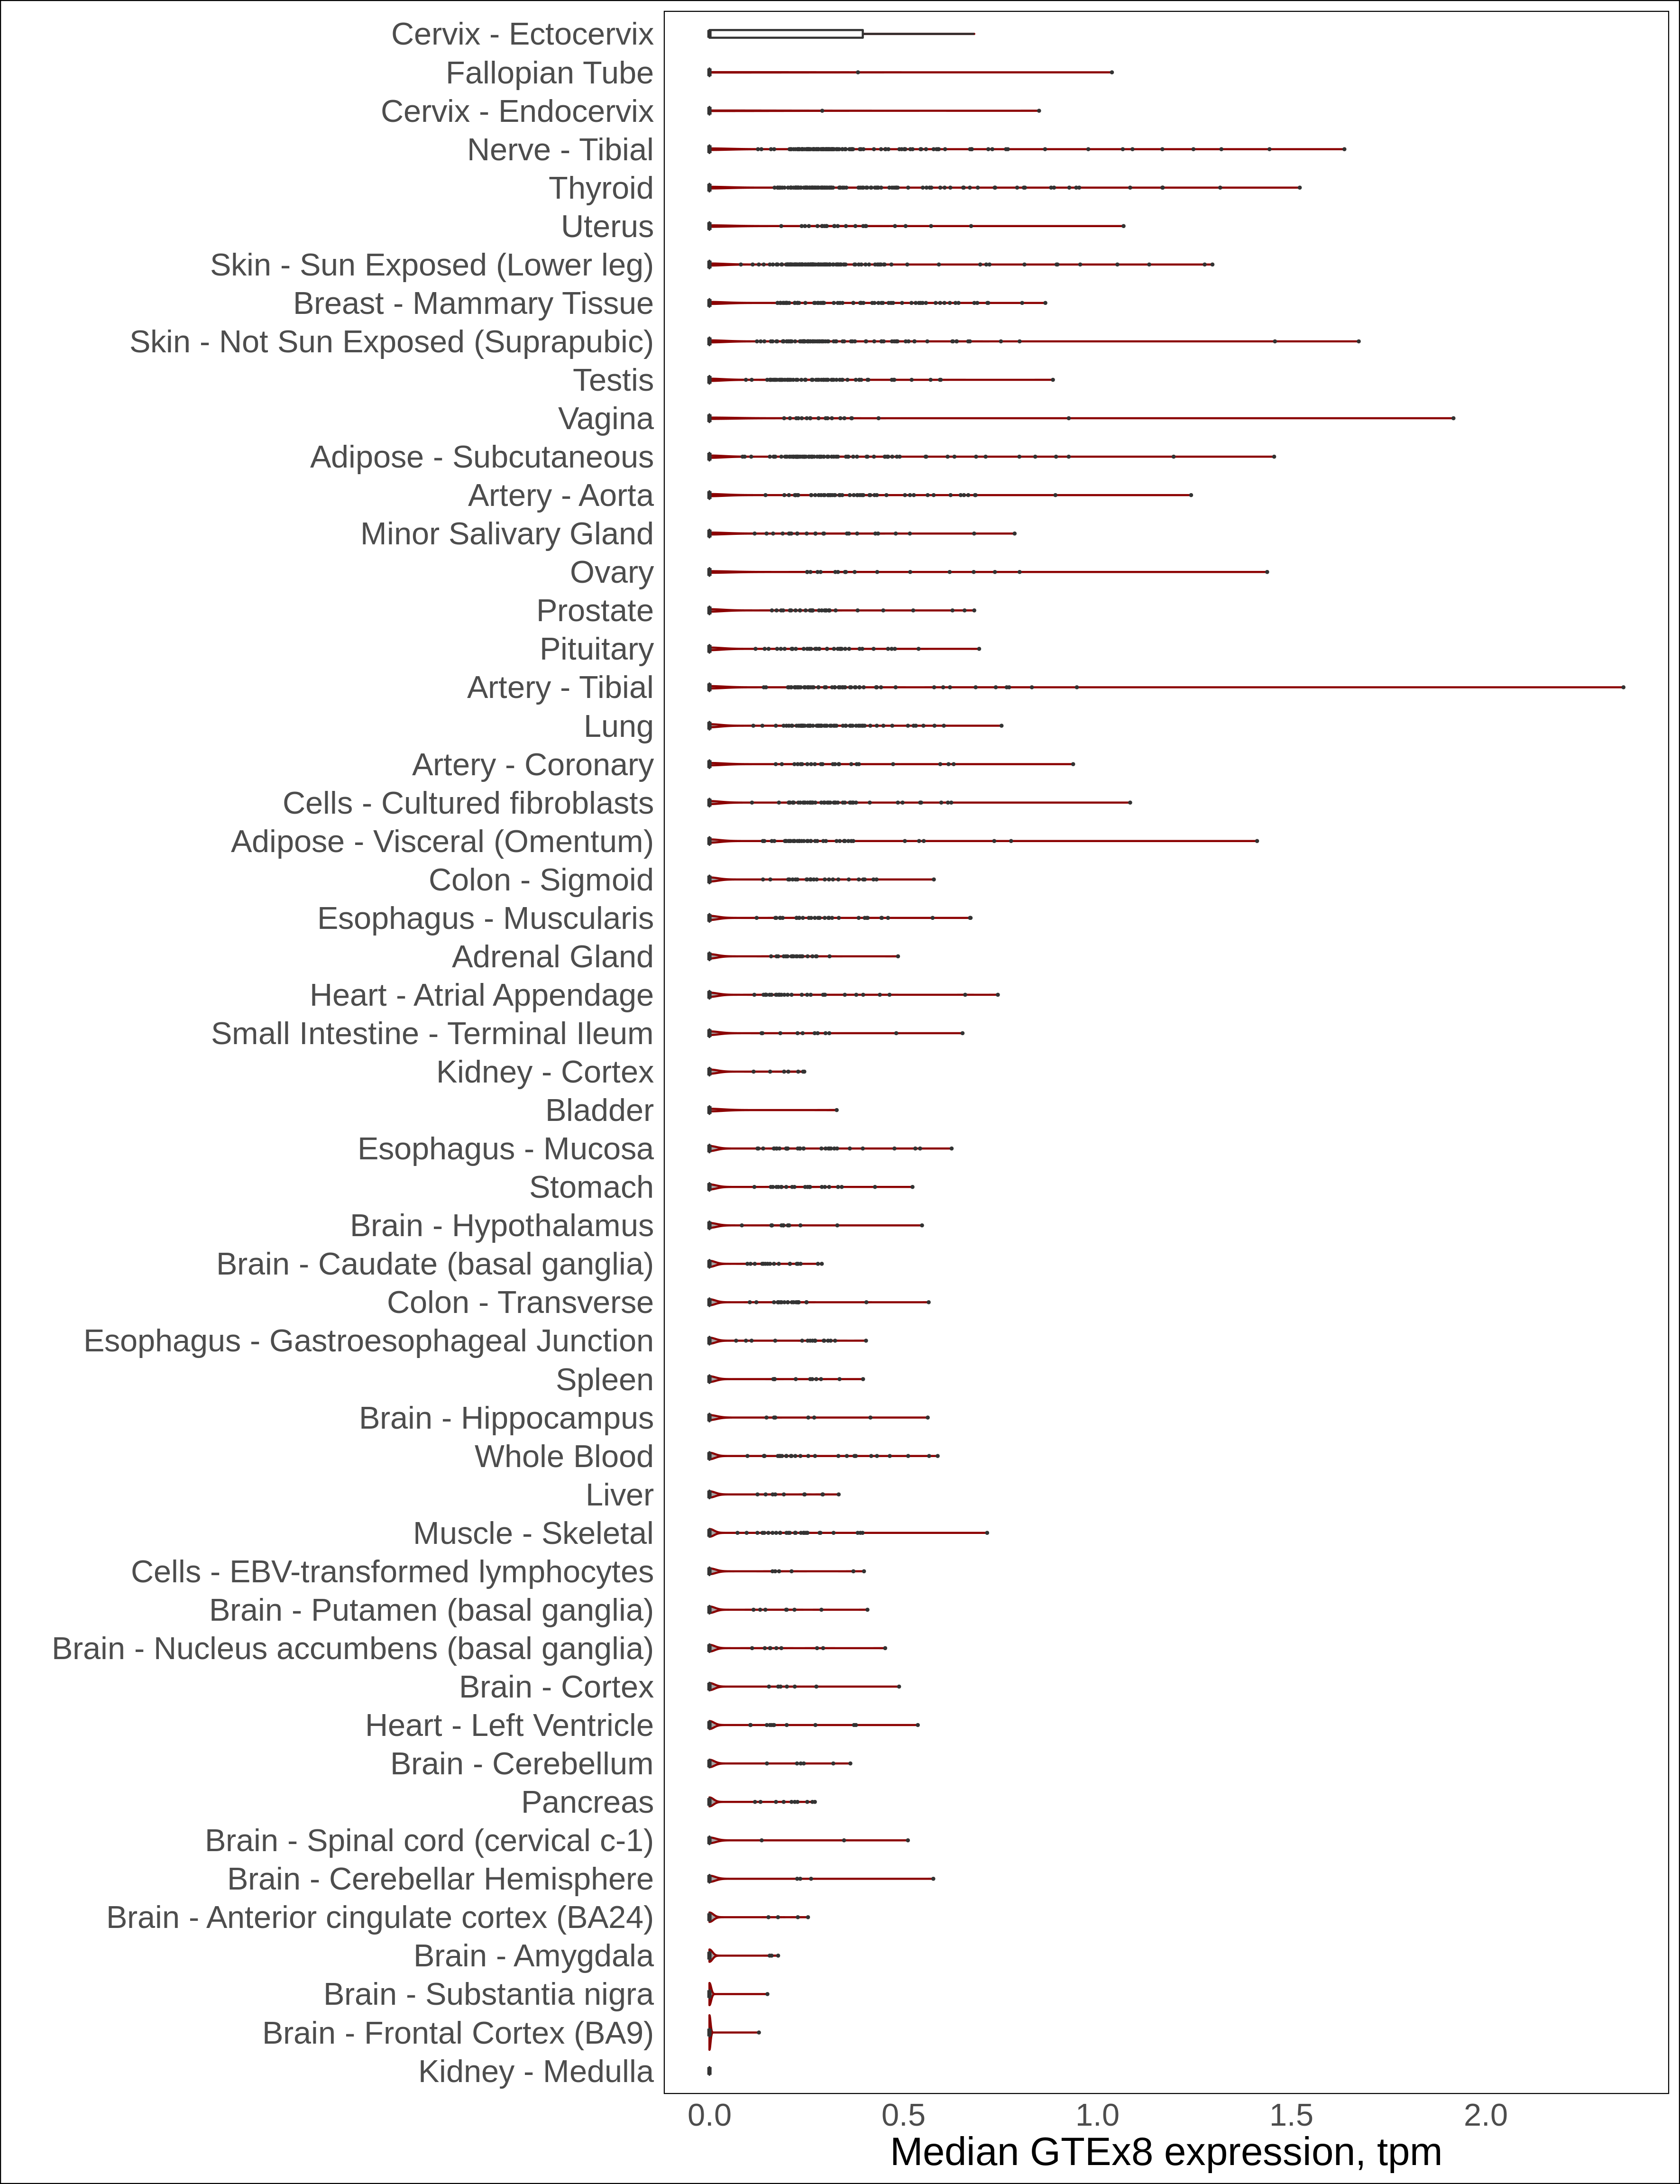 Cervix - Ectocervix
Fallopian Tube
Cervix - Endocervix
Nerve - Tibial
Thyroid
Uterus
Skin - Sun Exposed (Lower leg)
Breast - Mammary Tissue
Skin - Not Sun Exposed (Suprapubic)
Testis
Vagina
Adipose - Subcutaneous
Artery - Aorta
Minor Salivary Gland
Ovary
Prostate
Pituitary
Artery - Tibial
Lung
Artery - Coronary
Cells - Cultured fibroblasts
Adipose - Visceral (Omentum)
Colon - Sigmoid
Esophagus - Muscularis
Adrenal Gland
Heart - Atrial Appendage
Small Intestine - Terminal Ileum
Kidney - Cortex
Bladder
Esophagus - Mucosa
Stomach
Brain - Hypothalamus
Brain - Caudate (basal ganglia)
Colon - Transverse
Esophagus - Gastroesophageal Junction
Spleen
Brain - Hippocampus
Whole Blood
Liver
Muscle - Skeletal
Cells - EBV-transformed lymphocytes
Brain - Putamen (basal ganglia)
Brain - Nucleus accumbens (basal ganglia)
Brain - Cortex
Heart - Left Ventricle
Brain - Cerebellum
Pancreas
Brain - Spinal cord (cervical c-1)
Brain - Cerebellar Hemisphere
Brain - Anterior cingulate cortex (BA24)
Brain - Amygdala
Brain - Substantia nigra
Brain - Frontal Cortex (BA9)
Kidney - Medulla
0.0 0.5 1.0 1.5 2.0
Median GTEx8 expression, tpm